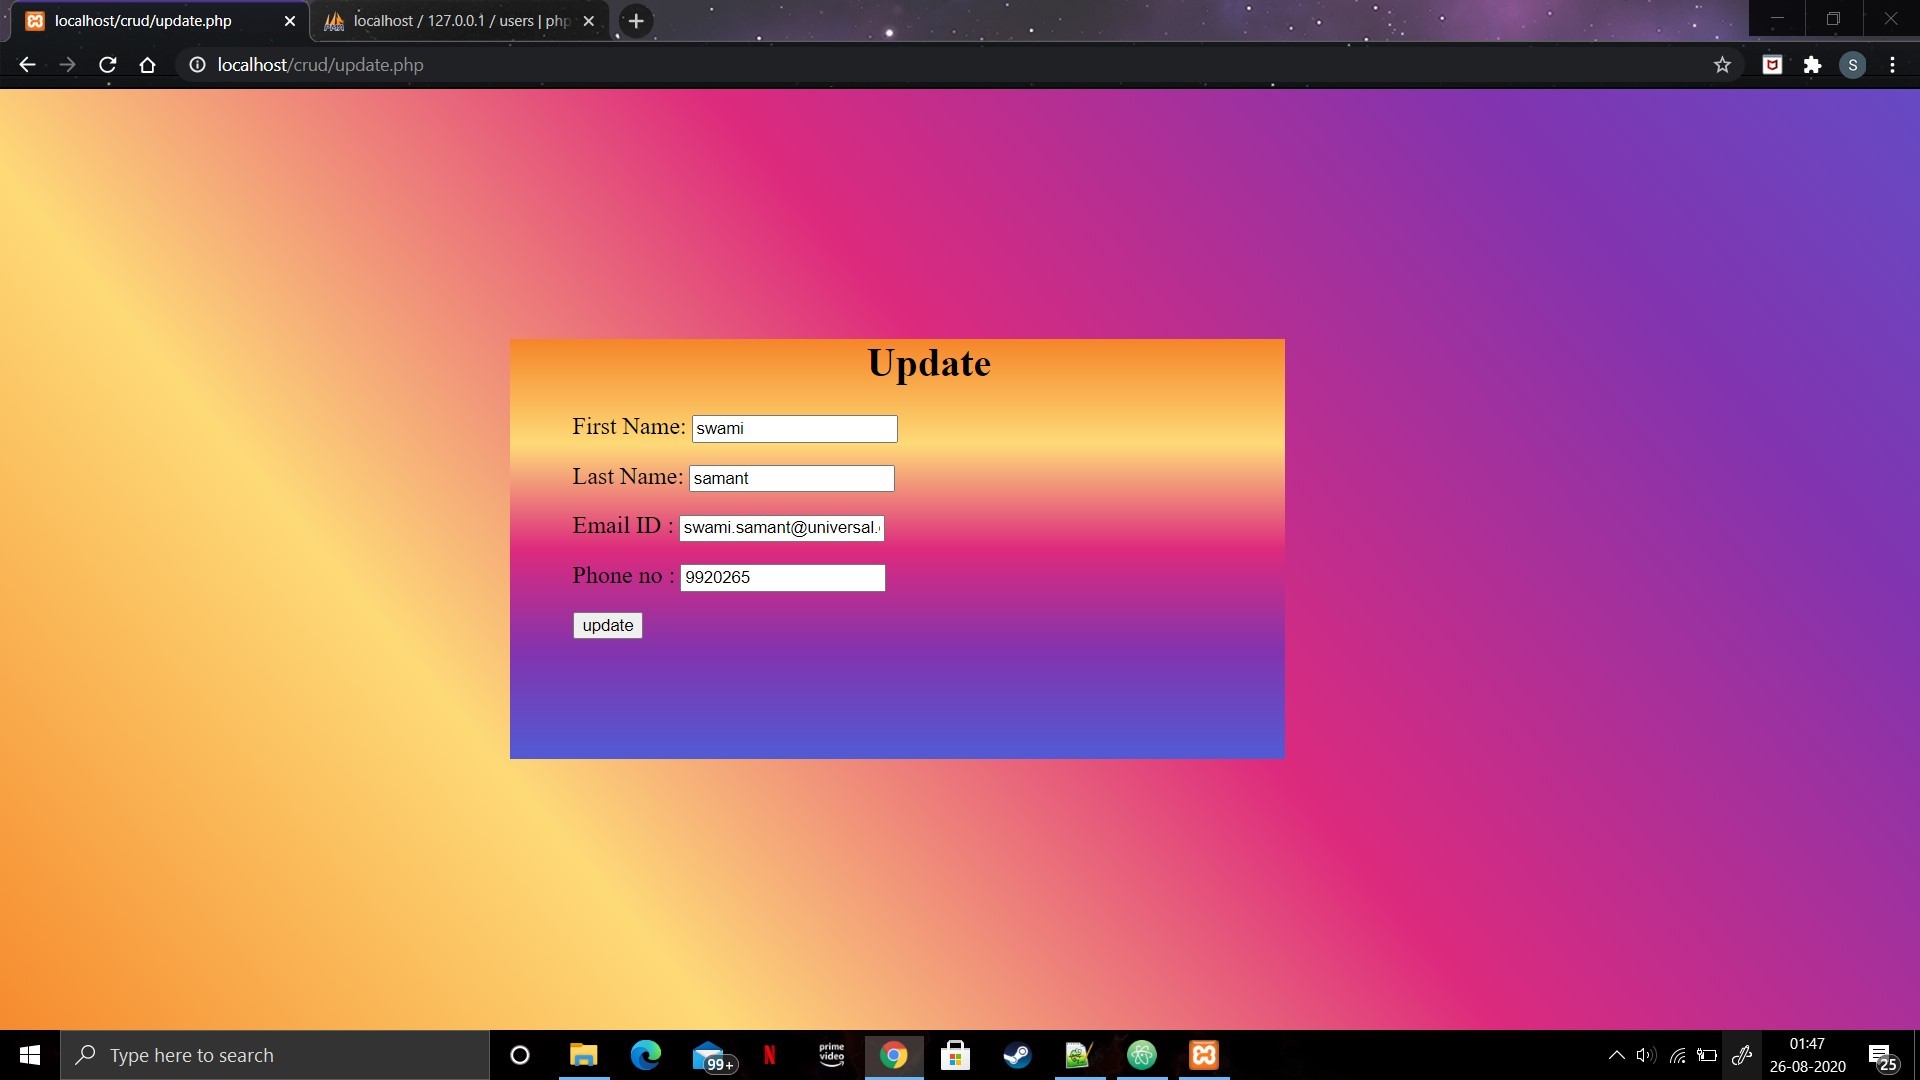 localhost/crud/update.php
localhost / 127.0.0.1 / users | php
localhost/crud/update.php
S
Update
First Name: swami
Last Name: samant
Email ID : swami.samant@universal.
Phone no : 9920265
update
Type here to search
99+
N
prime video
01:47
26-08-2020
25